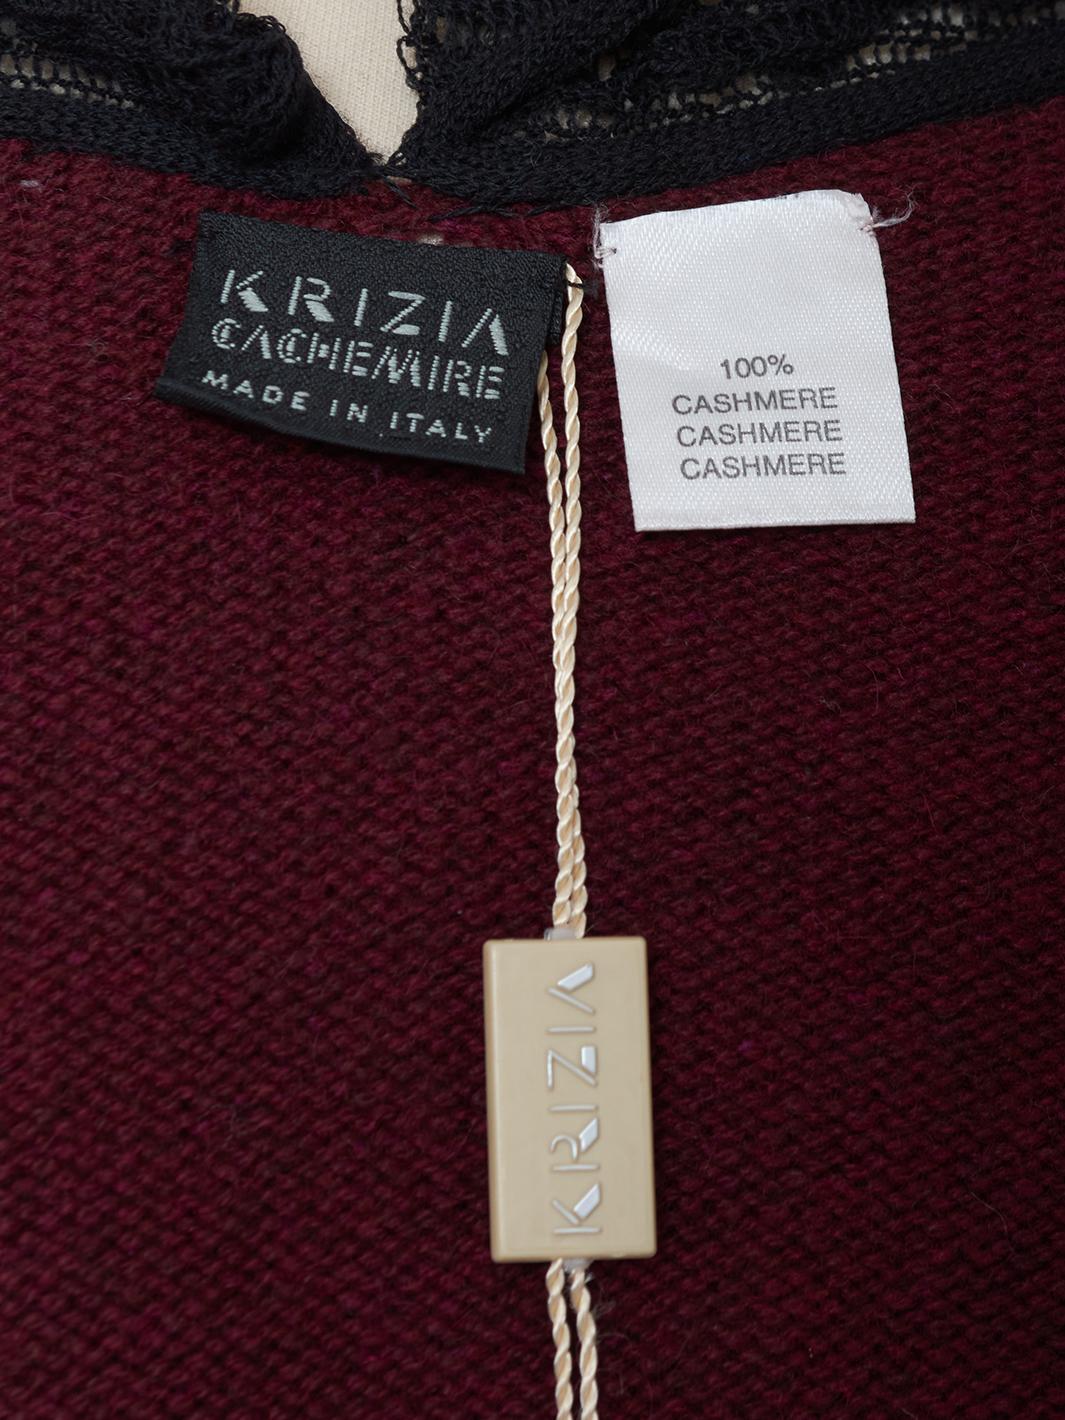 KRIZIA
CACHEMIRE
MADE IN ITALY
100%
CASHMERE
CASHMERE
CASHMERE
KRIZIA